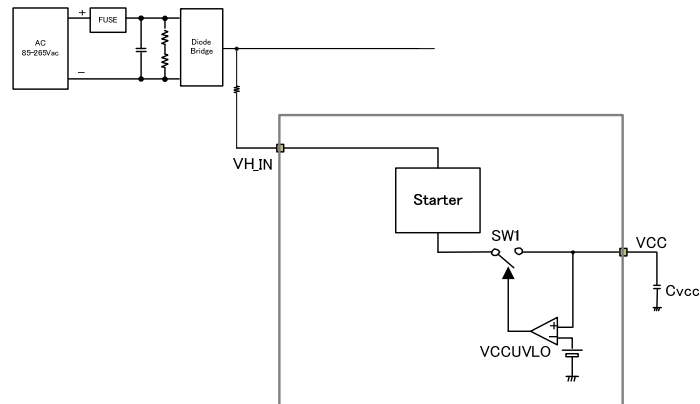 +
FUSE
AC
85-265Vac
Diode
Bridge
−
VH_IN
Starter
SW1
VCC
Cvcc
+
−
VCCUVLO